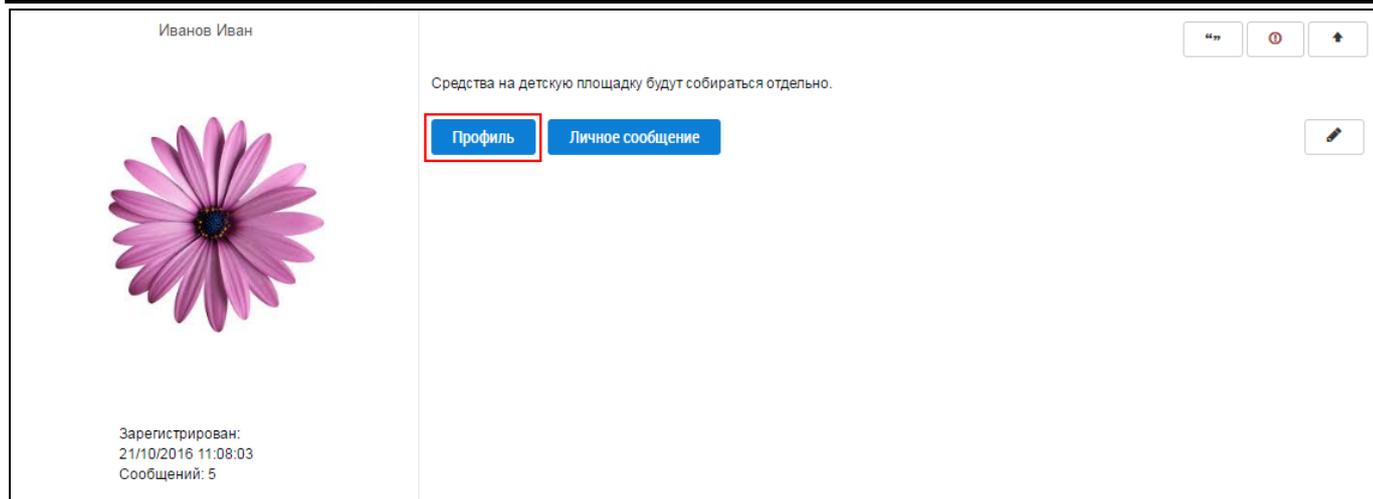 Иванов Иван
“”
Средства на детскую площадку будут собираться отдельно.
Профиль
Личное сообщение
Зарегистрирован:
21/10/2016 11:08:03
Сообщений: 5